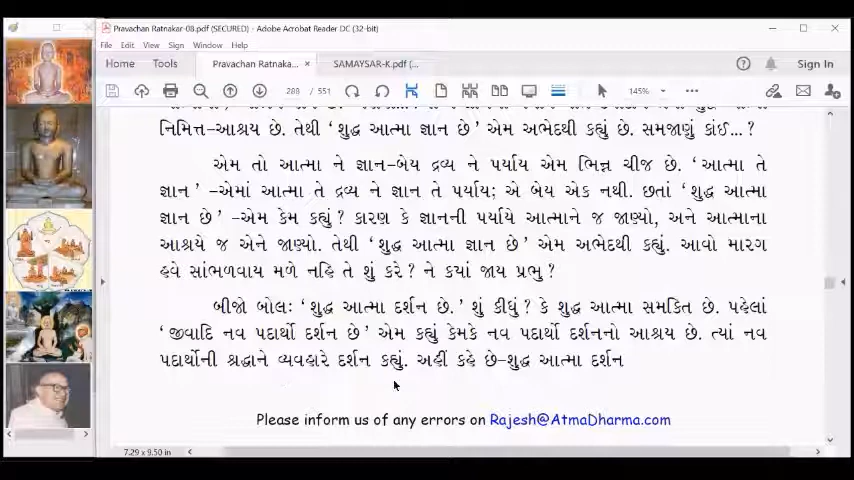 Pravachan Ratnakar-08.pdf (SECURED) - Adobe Acrobat Reader DC (32-bit)
File Edit View Sign Window Help
Home Tools Pravachan Ratnaka... × SAMAYSAR-K.pdf (... Sign In
288 / 551 145%
નિમિત્ત-આશ્રય છે. તેથી ‘શુદ્ધ આત્મા જ્ઞાન છે’ એમ અભેદથી કહ્યું છે. સમજાણું કાંઈ...?
એમ તો આત્મા ને જ્ઞાન-બેય દ્રવ્ય ને પર્યાય એમ ભિન્ન ચીજ છે. ‘આત્મા તે
જ્ઞાન’ -એમાં આત્મા તે દ્રવ્ય ને જ્ઞાન તે પર્યાય; એ બેય એક નથી. છતાં ‘શુદ્ધ આત્મા
જ્ઞાન છે’ -એમ કેમ કહ્યું? કારણ કે જ્ઞાનની પર્યાયે આત્માને જ જાણ્યો, અને આત્માના
આશ્રયે જ એને જાણ્યો. તેથી ‘શુદ્ધ આત્મા જ્ઞાન છે’ એમ અભેદથી કહ્યું. આવો મારગ
હવે સાંભળવાય મળે નહિ તે શું કરે? ને કયાં જાય પ્રભુ?
બીજો બોલઃ ‘શુદ્ધ આત્મા દર્શન છે.’ શું કીધું? કે શુદ્ધ આત્મા સમકિત છે. પહેલાં
‘જીવાદિ નવ પદાર્થો દર્શન છે’ એમ કહ્યું કેમકે નવ પદાર્થો દર્શનનો આશ્રય છે. ત્યાં નવ
પદાર્થોની શ્રદ્ધાને વ્યવહારે દર્શન કહ્યું. અહીં કહે છે-શુદ્ધ આત્મા દર્શન
Please inform us of any errors on Rajesh@AtmaDharma.com
7.29 x 9.50 in